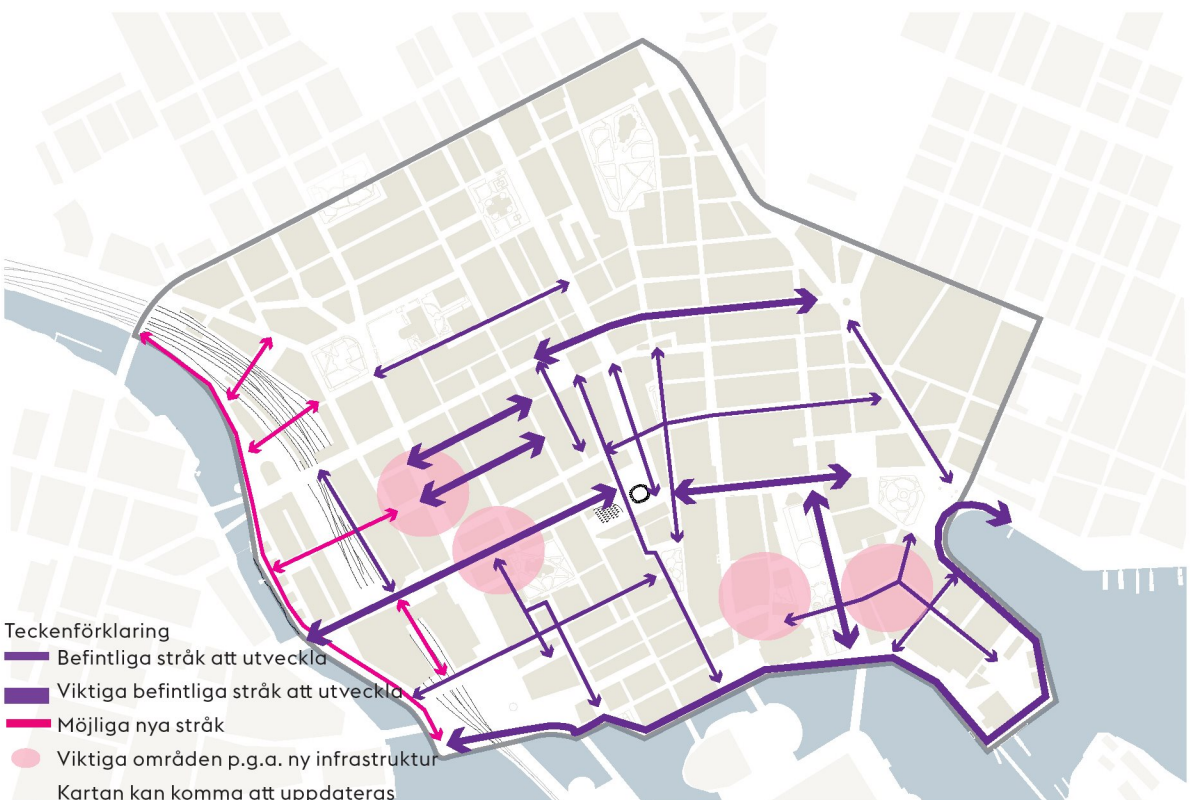 Teckenförklaring
Befintliga stråk att utveckla
Viktiga befintliga stråk att utveckla
Möjliga nya stråk
Viktiga områden p.g.a. ny infrastruktur
Kartan kan komma att uppdateras